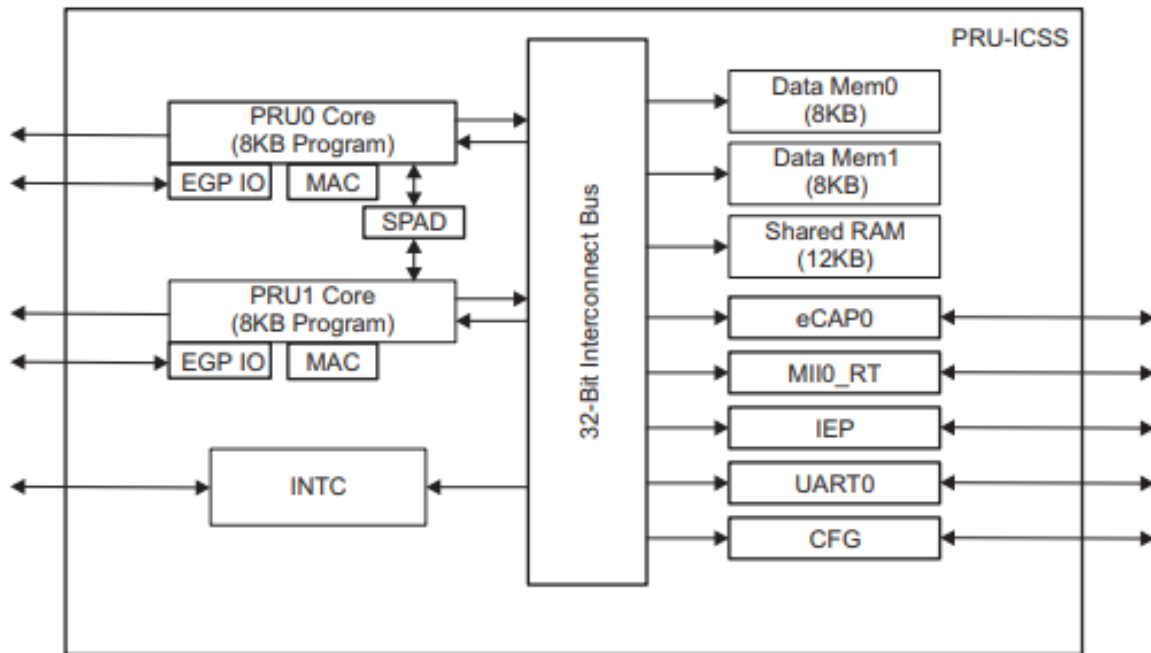 PRU-ICSS
PRU0 Core
(8KB Program)
EGP IO
MAC
SPAD
PRU1 Core
(8KB Program)
EGP IO
MAC
INTC
32-Bit Interconnect Bus
Data Mem0
(8KB)
Data Mem1
(8KB)
Shared RAM
(12KB)
eCAP0
MII0_RT
IEP
UART0
CFG